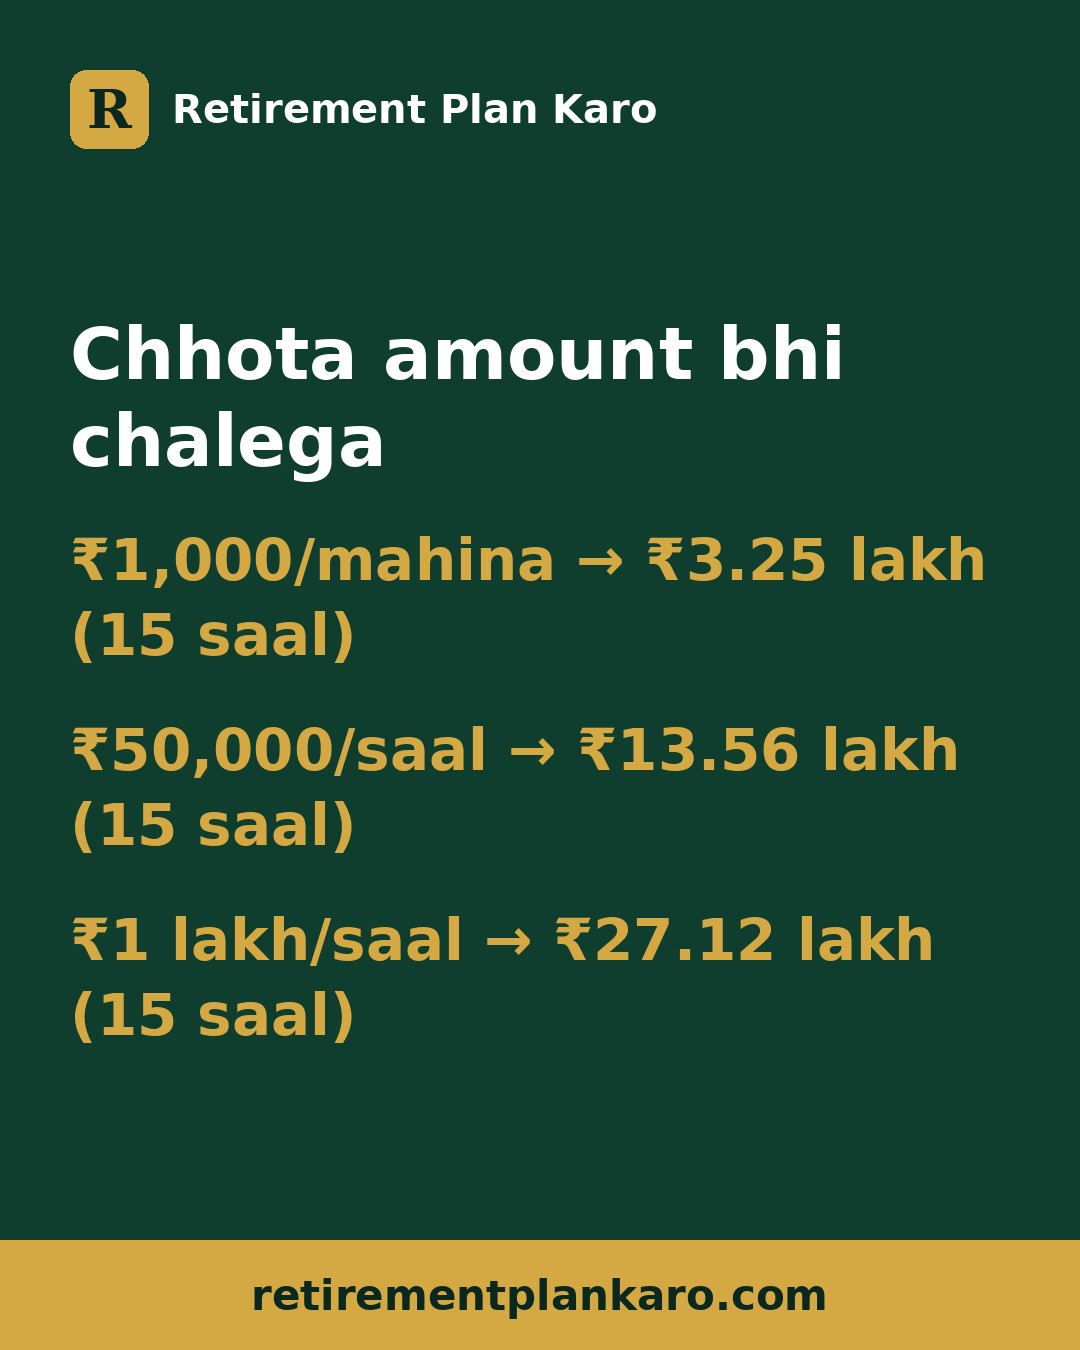 R Retirement Plan Karo
Chhota amount bhi
chalega
₹1,000/mahina → ₹3.25 lakh
(15 saal)
₹50,000/saal → ₹13.56 lakh
(15 saal)
₹1 lakh/saal → ₹27.12 lakh
(15 saal)
retirementplankaro.com